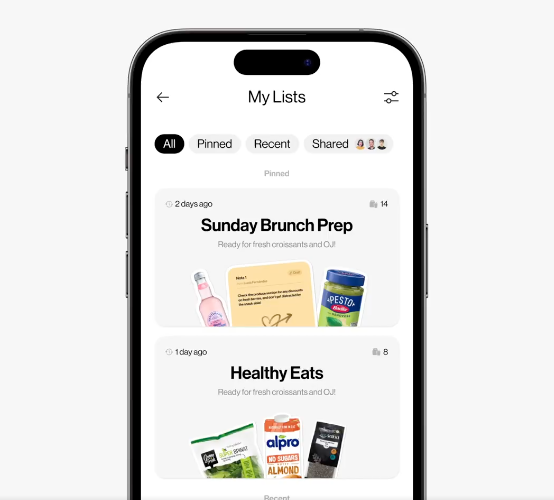 My Lists
All
Pinned
Recent
Shared
Pinned
2 days ago
14
Sunday Brunch Prep
Ready for fresh croissants and OJ!
Note 1
PESTO
Barilla
1 day ago
8
Healthy Eats
Ready for fresh croissants and OJ!
alpro
NO SUGARS
ALMOND
Recent